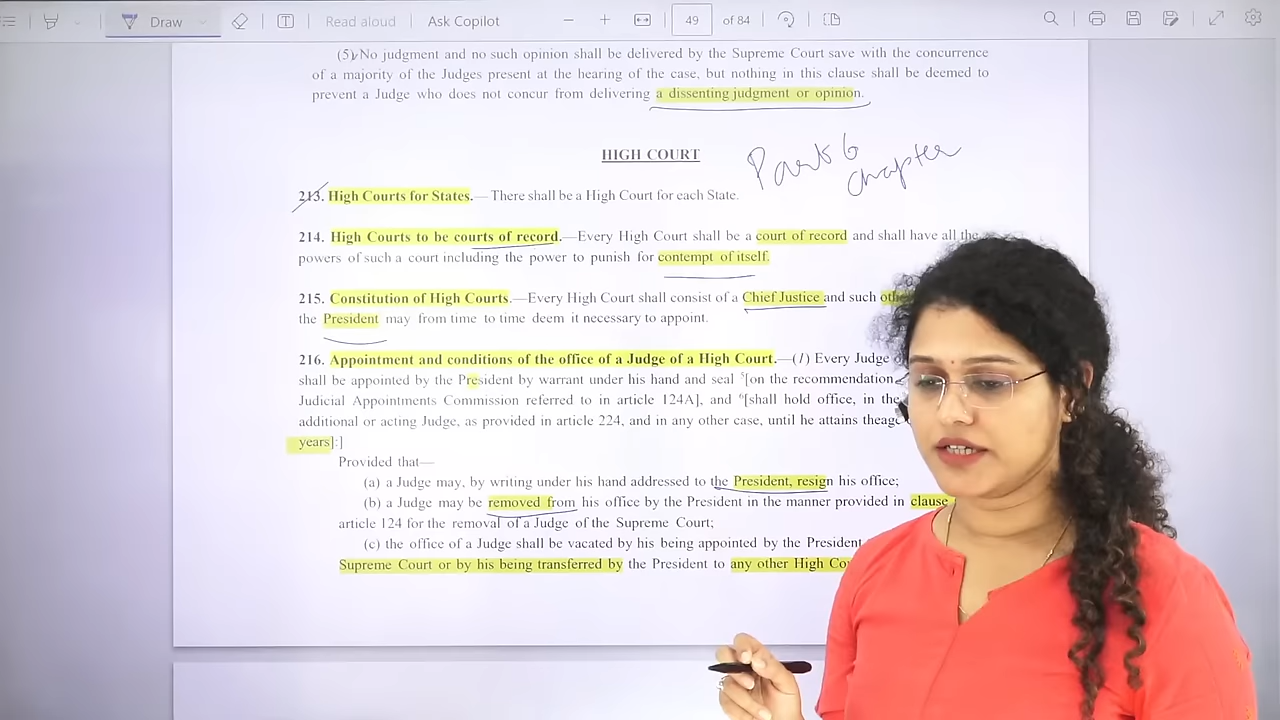 Draw
Read aloud
Ask Copilot
49
of 84
(5) No judgment and no such opinion shall be delivered by the Supreme Court save with the concurrence
of a majority of the Judges present at the hearing of the case, but nothing in this clause shall be deemed to
prevent a Judge who does not concur from delivering a dissenting judgment or opinion.
HIGH COURT
Part 6
chapter
213. High Courts for States.— There shall be a High Court for each State.
214. High Courts to be courts of record.—Every High Court shall be a court of record and shall have all the
powers of such a court including the power to punish for contempt of itself.
215. Constitution of High Courts.—Every High Court shall consist of a Chief Justice and such
the President may from time to time deem it necessary to appoint.
216. Appointment and conditions of the office of a Judge of a High Court.—(1) Every Judge
shall be appointed by the President by warrant under his hand and seal 5[on the recommendation
Judicial Appointments Commission referred to in article 124A], and 6[shall hold office, in the
additional or acting Judge, as provided in article 224, and in any other case, until he attains theage
years]:]
Provided that—
(a) a Judge may, by writing under his hand addressed to the President, resign his office;
(b) a Judge may be removed from his office by the President in the manner provided in clause
article 124 for the removal of a Judge of the Supreme Court;
(c) the office of a Judge shall be vacated by his being appointed by the President
Supreme Court or by his being transferred by the President to any other High